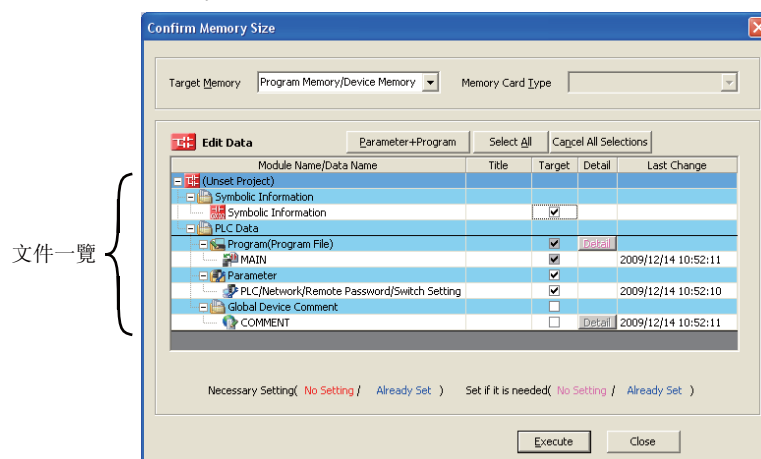 Confirm Memory Size
Target Memory Program Memory/Device Memory Memory Card Type
Edit Data Parameter+Program Select All Cancel All Selections
Module Name/Data Name Title Target Detail Last Change
(Unset Project)
Symbolic Information
Symbolic Information
PLC Data
Program(Program File) Detail
MAIN 2009/12/14 10:52:11
文件一覽
Parameter
PLC/Network/Remote Password/Switch Setting 2009/12/14 10:52:10
Global Device Comment
COMMENT Detail 2009/12/14 10:52:11
Necessary Setting( No Setting / Already Set ) Set if it is needed( No Setting / Already Set )
Execute Close